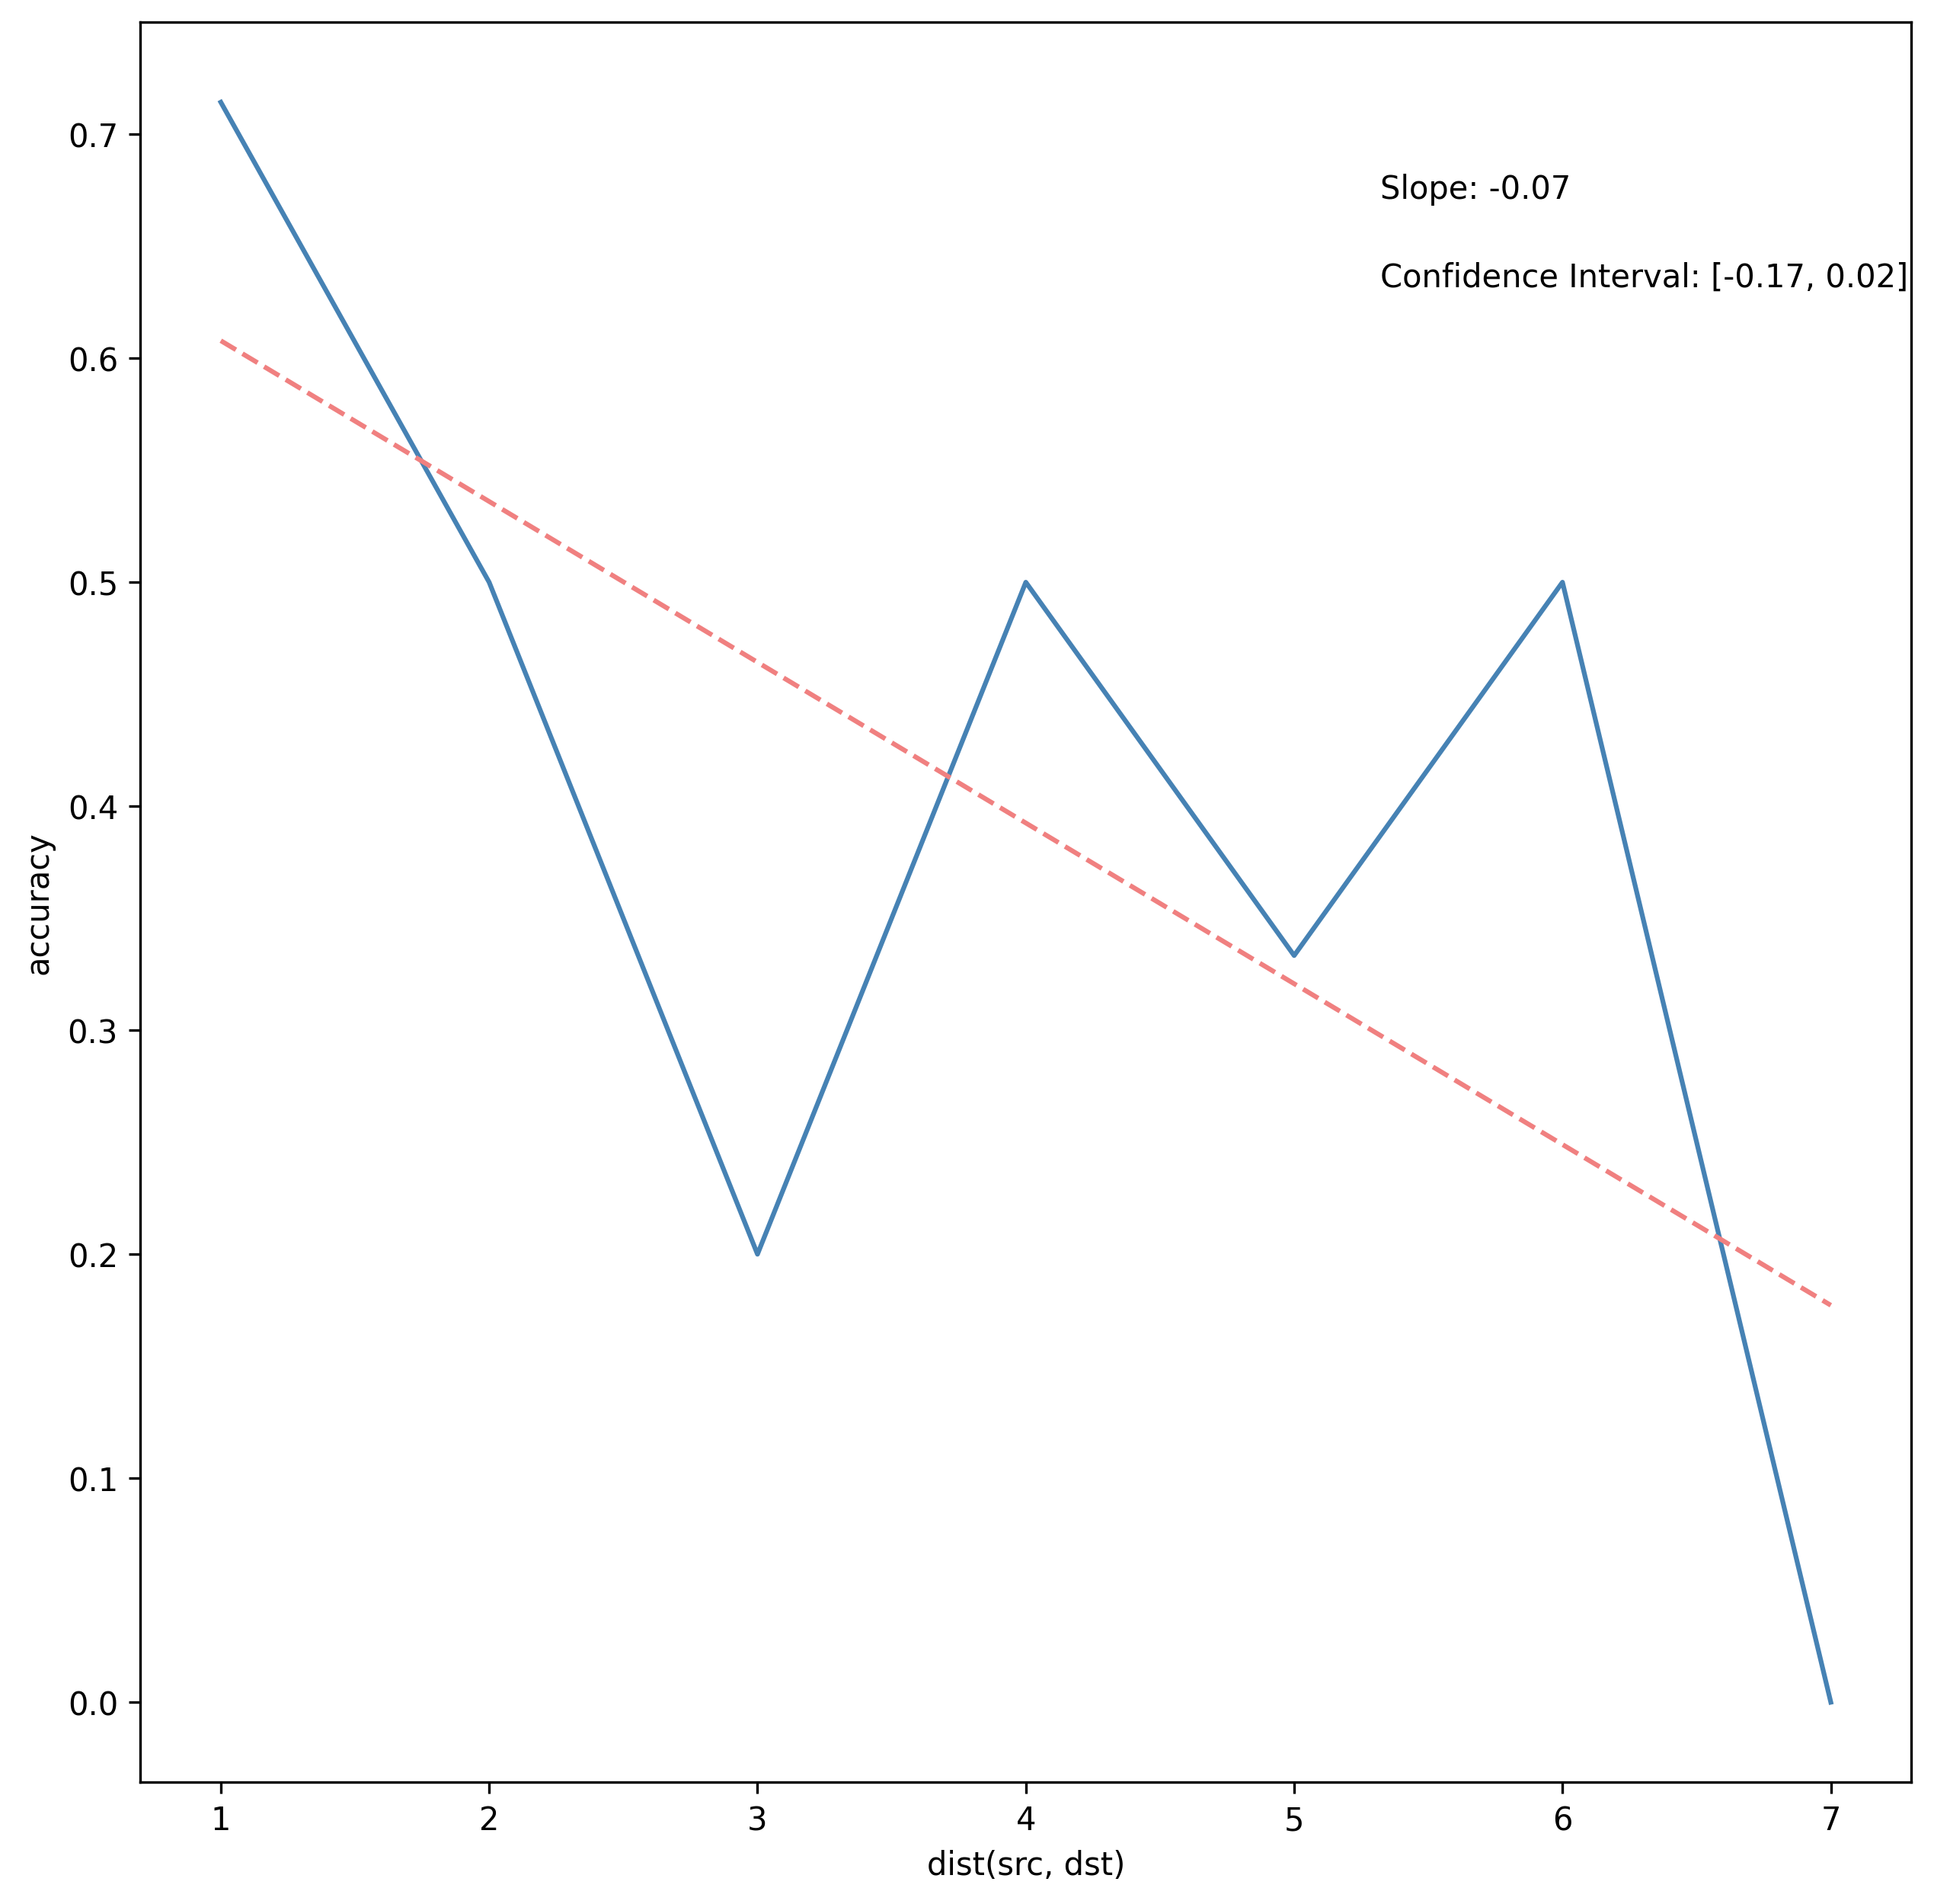 Slope: -0.07
Confidence Interval: [-0.17, 0.02]
0.7
0.6
0.5
0.4
0.3
0.2
0.1
0.0
accuracy
1 2 3 4 5 6 7
dist(src, dst)